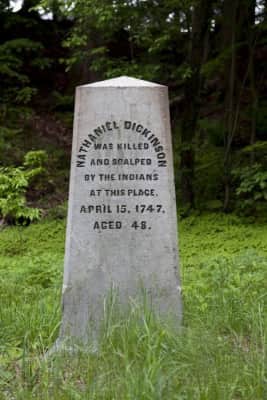 NATHANIEL DICKINSON
WAS KILLED
AND SCALPED
BY THE INDIANS
AT THIS PLACE.
APRIL 15, 1747,
AGED 48.